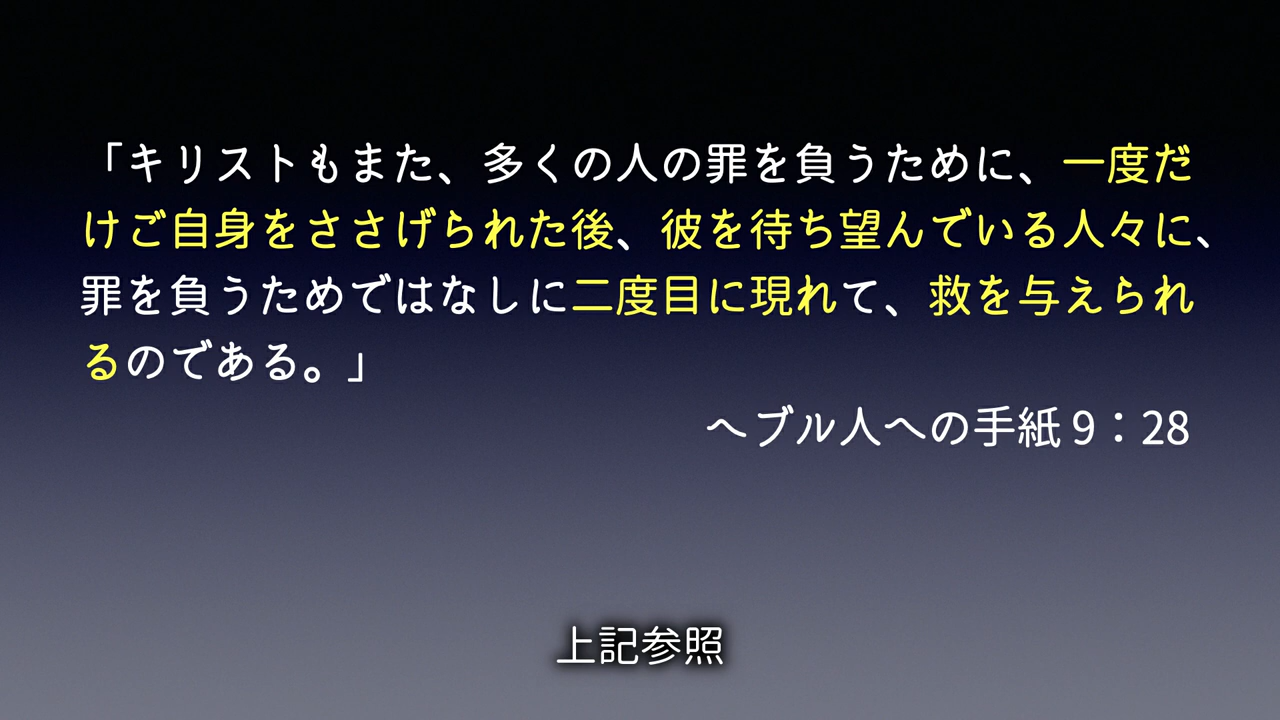 「キリストもまた、多くの人の罪を負うために、一度だ
けご自身をささげられた後、彼を待ち望んでいる人々に、
罪を負うためではなしに二度目に現れて、救を与えられ
るのである。」
へブル人への手紙 9：28
上記参照